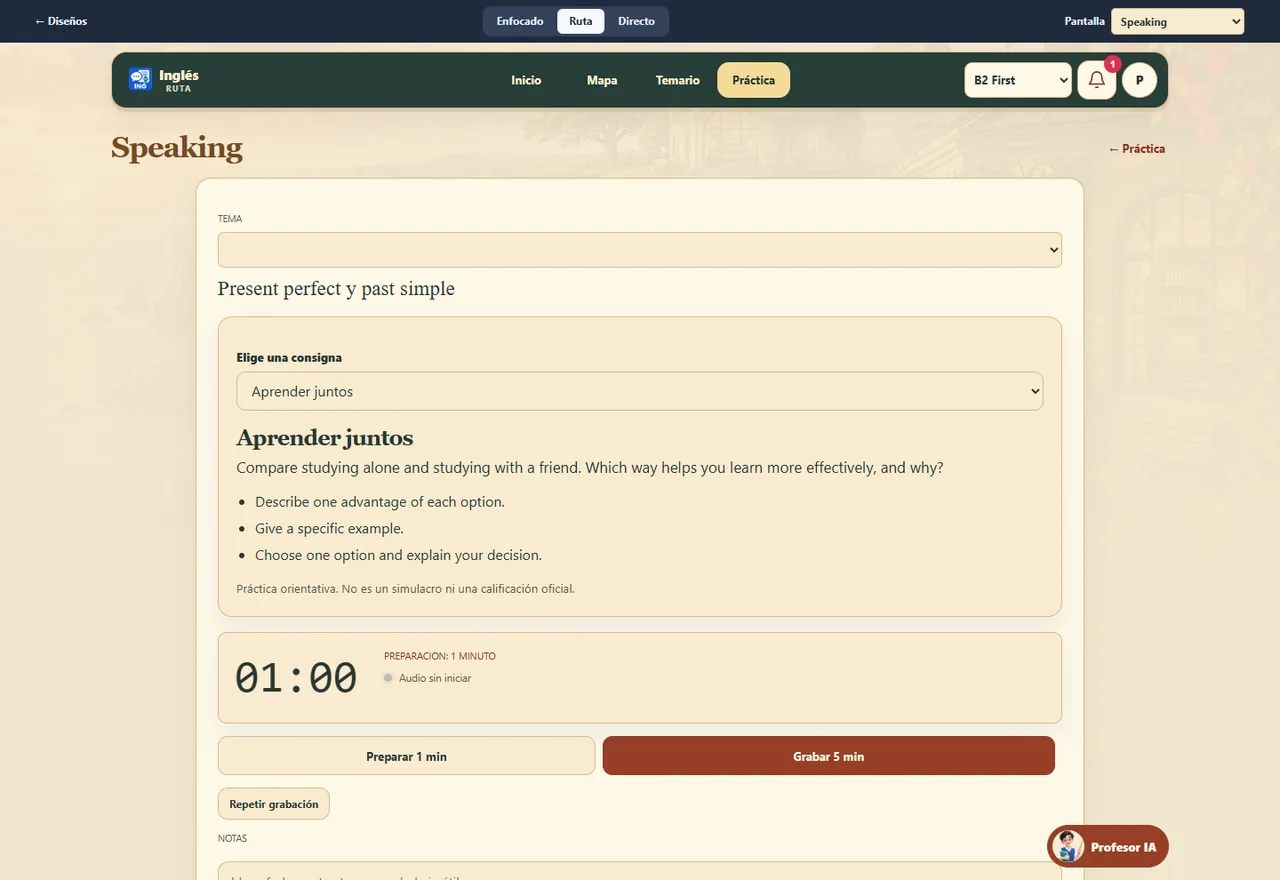 ← Diseños
Enfocado
Ruta
Directo
Pantalla
Speaking
ING
Inglés
RUTA
Inicio
Mapa
Temario
Práctica
B2 First
1
P
Speaking
← Práctica
TEMA
Present perfect y past simple
Elige una consigna
Aprender juntos
Aprender juntos
Compare studying alone and studying with a friend. Which way helps you learn more effectively, and why?
• Describe one advantage of each option.
• Give a specific example.
• Choose one option and explain your decision.
Práctica orientativa. No es un simulacro ni una calificación oficial.
01:00
PREPARACION: 1 MINUTO
Audio sin iniciar
Preparar 1 min
Grabar 5 min
Repetir grabación
NOTAS
Profesor IA